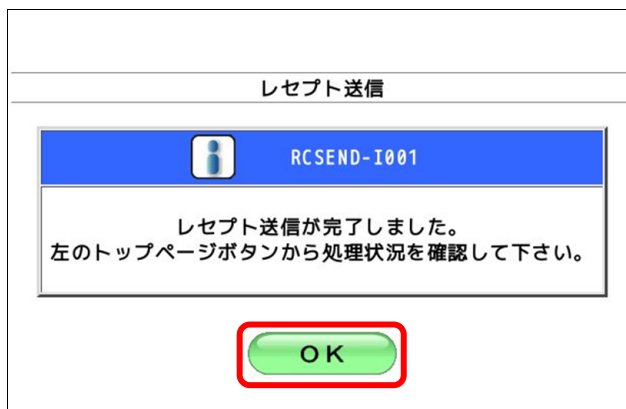 レセプト送信
RCSEND-I001
レセプト送信が完了しました。
左のトップページボタンから処理状況を確認して下さい。
OK